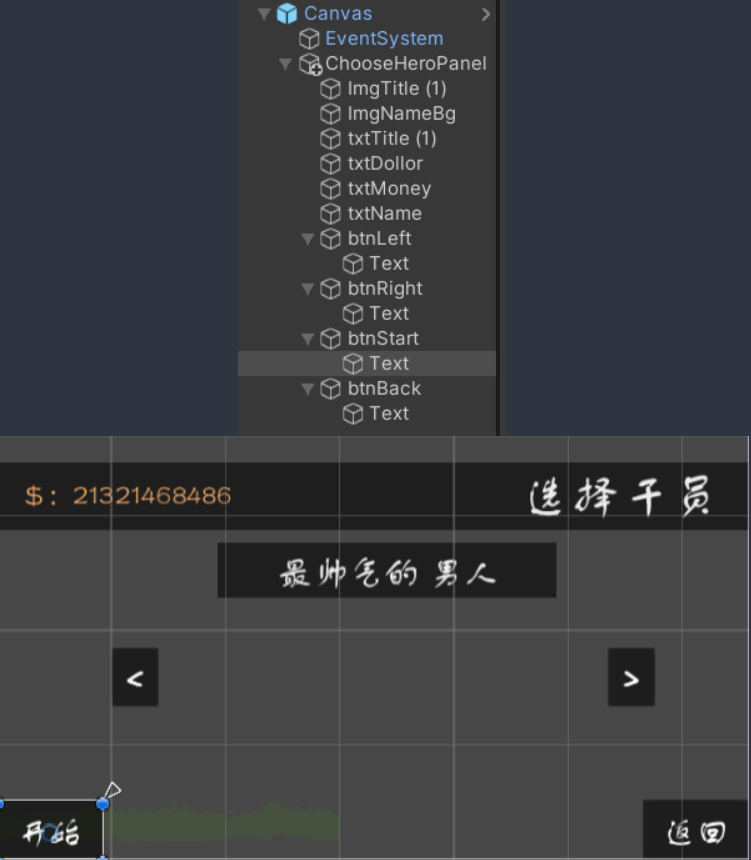 Canvas
EventSystem
ChooseHeroPanel
ImgTitle (1)
ImgNameBg
txtTitle (1)
txtDollor
txtMoney
txtName
btnLeft
Text
btnRight
Text
btnStart
Text
btnBack
Text
$: 21321468486
选择干员
最帅气的 男人
<
>
开始
返回